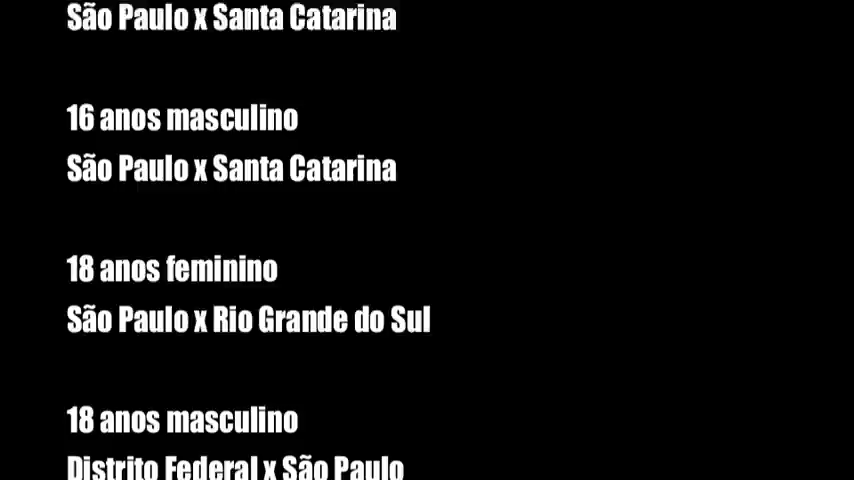 São Paulo x Santa Catarina
16 anos masculino
São Paulo x Santa Catarina
18 anos feminino
São Paulo x Rio Grande do Sul
18 anos masculino
Distrito Federal x São Paulo